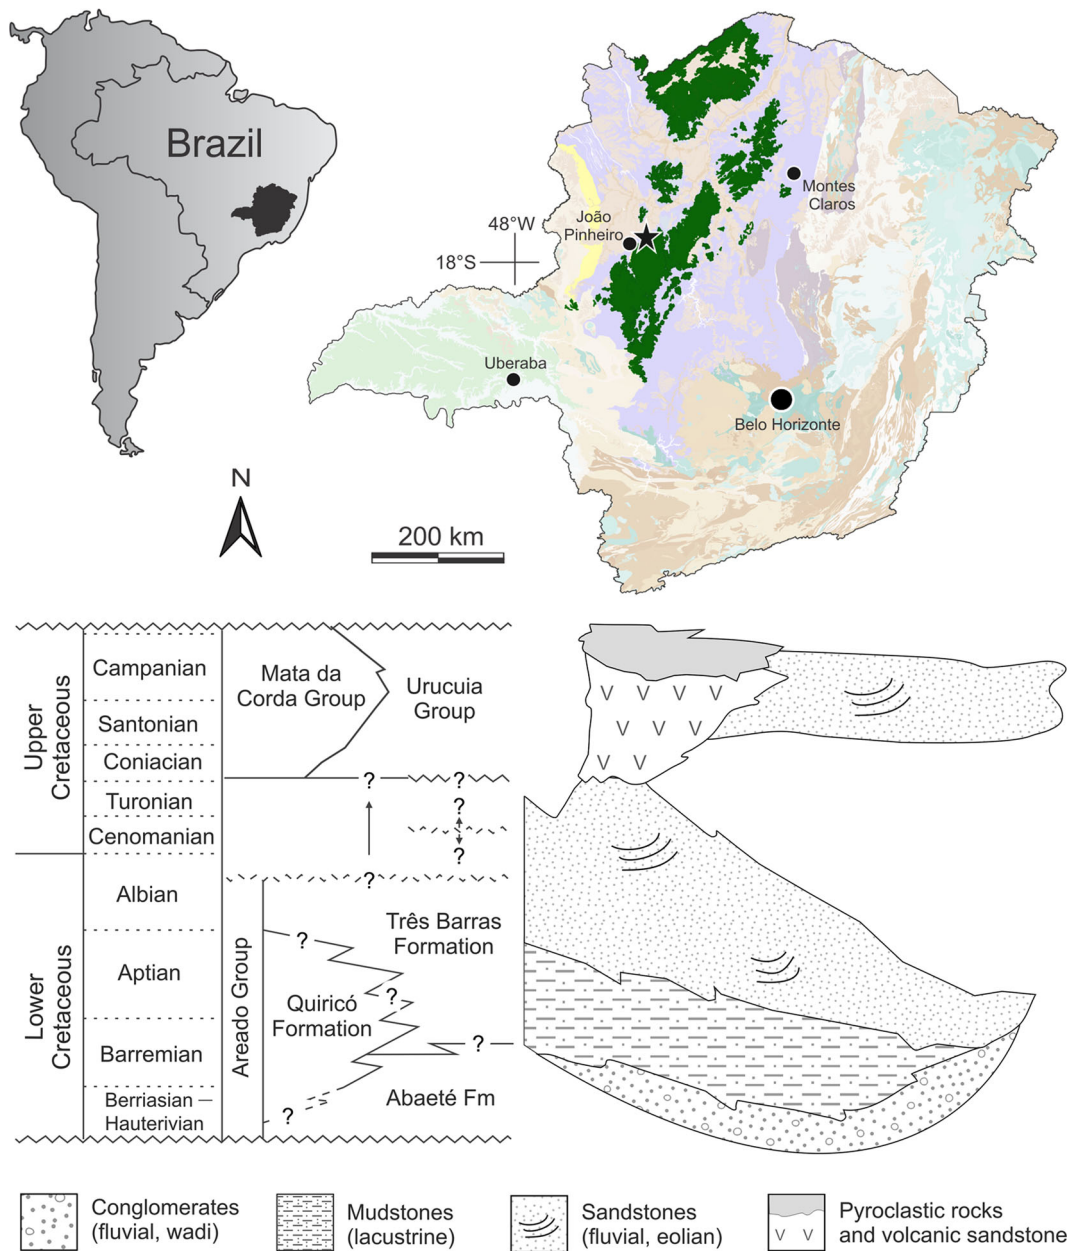 Brazil
48°W
18°S
João
Pinheiro
Montes
Claros
Uberaba
Belo Horizonte
N
200 km
Upper
Cretaceous
Campanian
Santonian
Coniacian
Turonian
Cenomanian
Mata da
Corda Group
Urucuia
Group
?
?
?
?
Lower
Cretaceous
Albian
Aptian
Barremian
Berriasian —
Hauterivian
Areado Group
?
Três Barras
Formation
?
?
Quiricó
Formation
?
Abaeté Fm
?
V V V V
V V V
V V
Conglomerates
(fluvial, wadi)
Mudstones
(lacustrine)
Sandstones
(fluvial, eolian)
V V V
Pyroclastic rocks
and volcanic sandstone